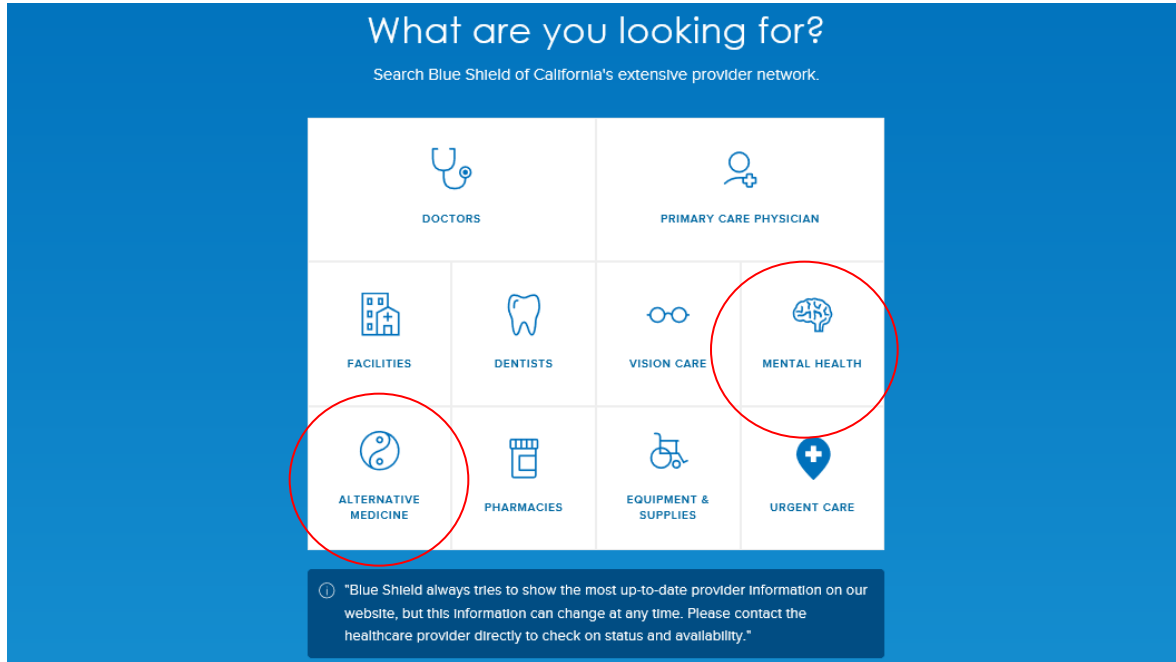 What are you looking for?
Search Blue Shield of California's extensive provider network.
DOCTORS
PRIMARY CARE PHYSICIAN
FACILITIES
DENTISTS
VISION CARE
MENTAL HEALTH
ALTERNATIVE
MEDICINE
PHARMACIES
EQUIPMENT &
SUPPLIES
URGENT CARE
"Blue Shield always tries to show the most up-to-date provider information on our
website, but this information can change at any time. Please contact the
healthcare provider directly to check on status and availability."